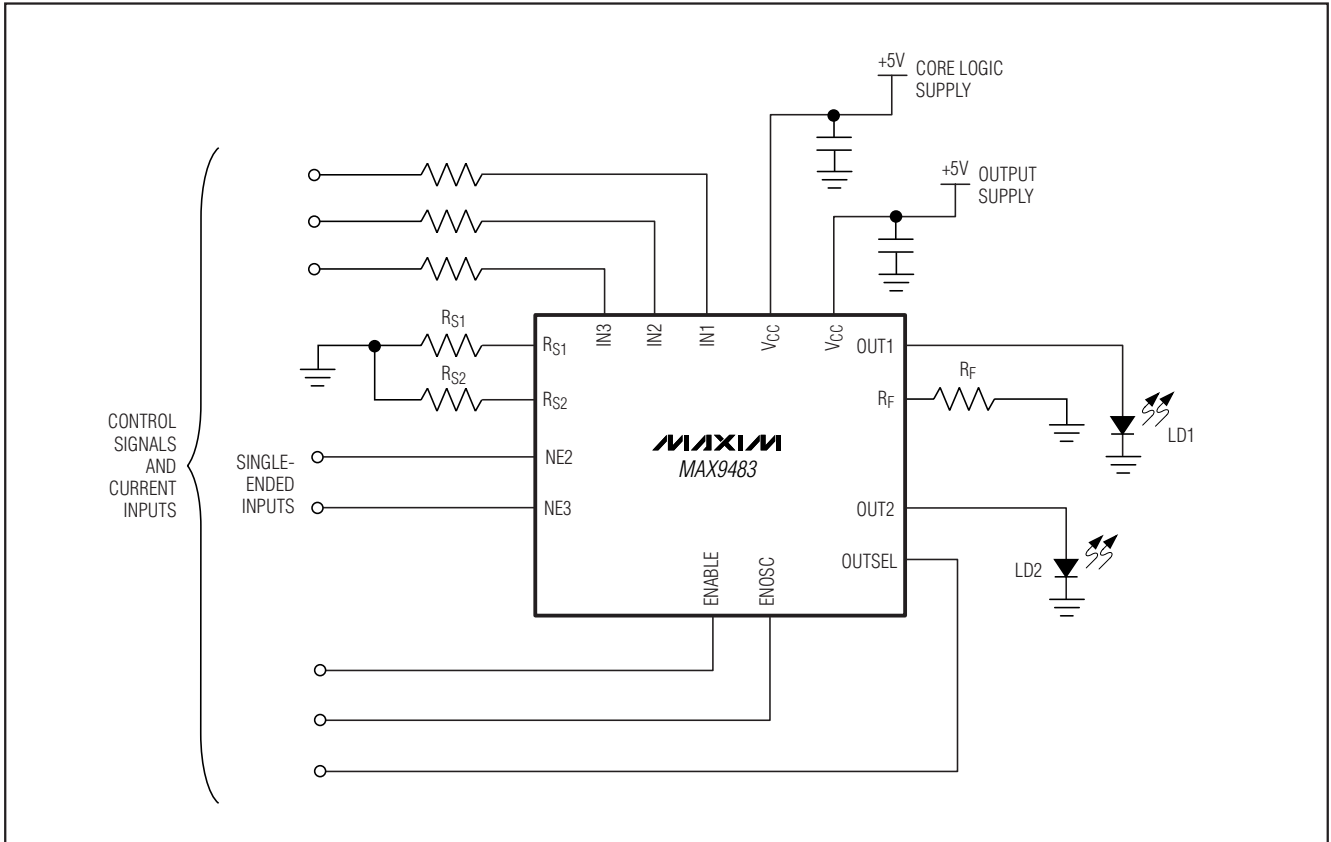 +5V
CORE LOGIC
SUPPLY
+5V
OUTPUT
SUPPLY
CONTROL
SIGNALS
AND
CURRENT
INPUTS
SINGLE-
ENDED
INPUTS
RS1
RS2
RS1
RS2
NE2
NE3
IN3
IN2
IN1
VCC
VCC
OUT1
RF
OUT2
OUTSEL
ENABLE
ENOSC
MAXIM
MAX9483
RF
LD1
LD2